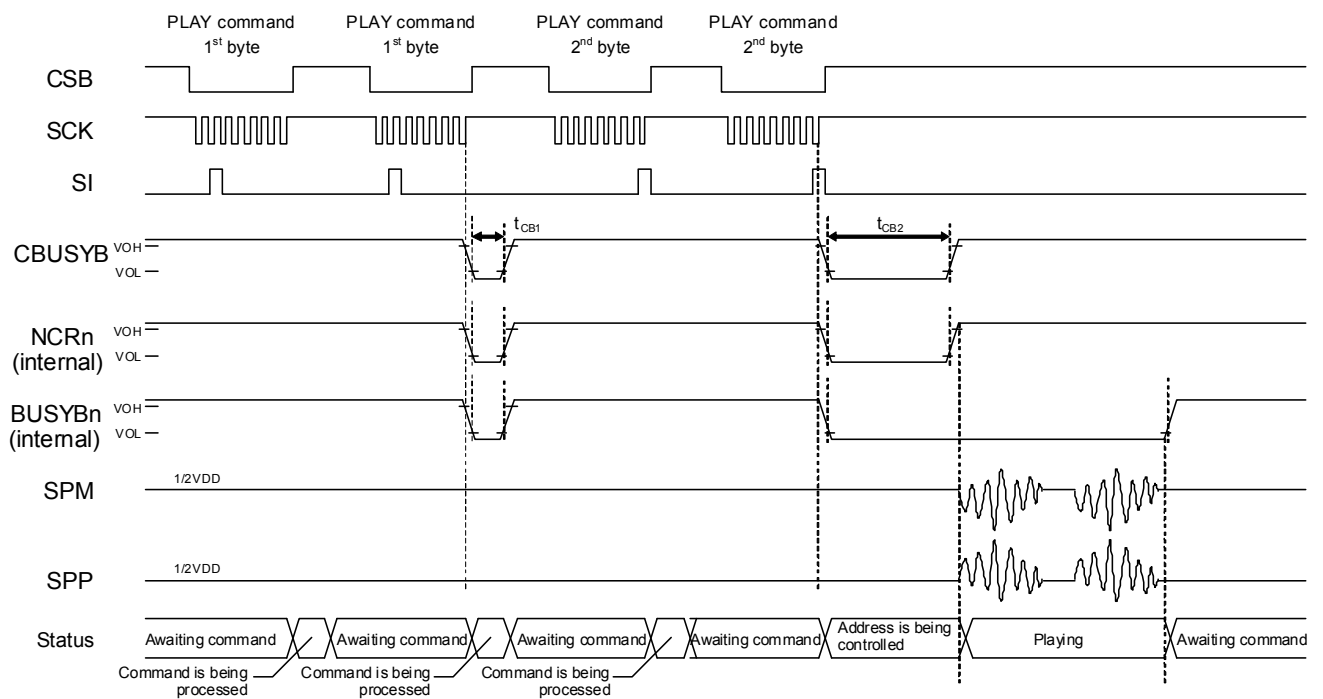 PLAY command PLAY command PLAY command PLAY command
1st byte 1st byte 2nd byte 2nd byte
CSB
SCK
SI
tCB1 tCB2
CBUSYB VOH
VOL
NCRn VOH
(internal) VOL
BUSYBn VOH
(internal) VOL
1/2VDD
SPM
1/2VDD
SPP
Status Awaiting command Awaiting command Awaiting command Awaiting command Address is being controlled Playing Awaiting command
Command is being processed Command is being processed Command is being processed